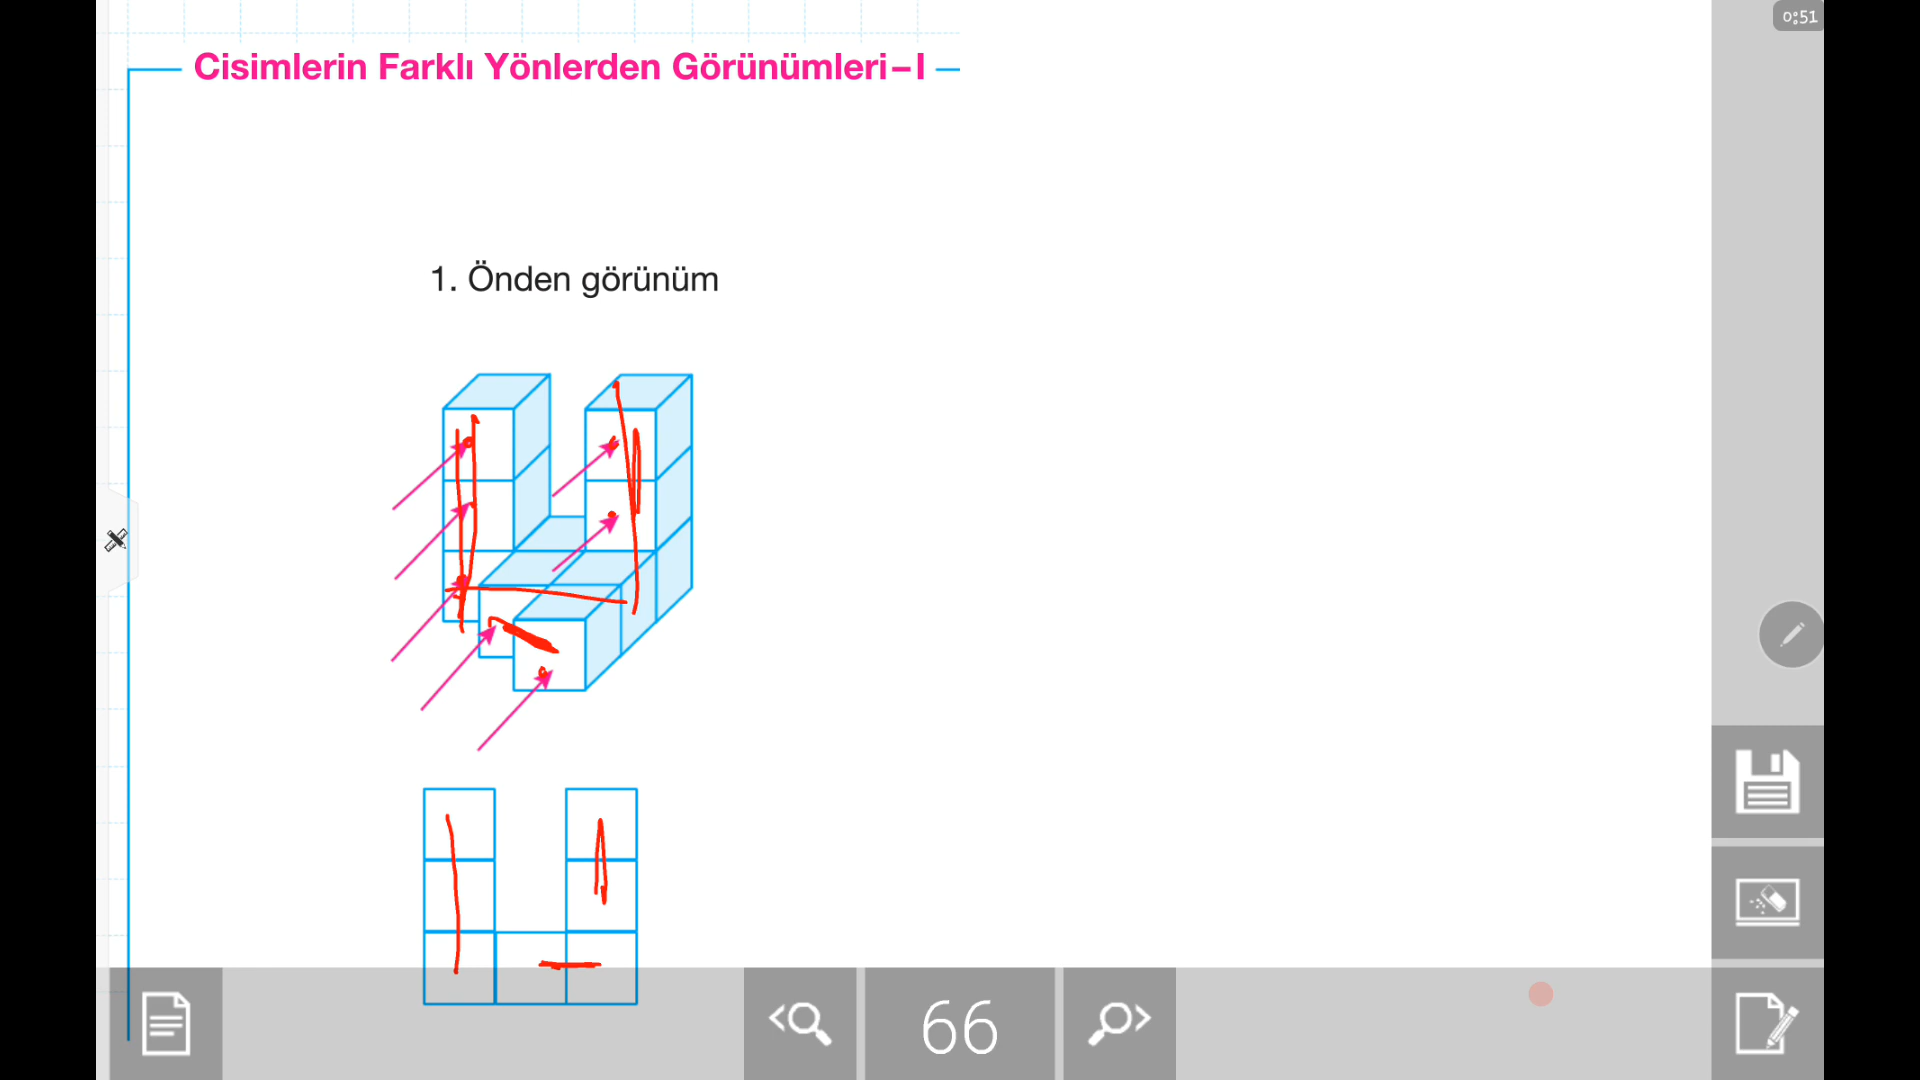 0:51
Cisimlerin Farklı Yönlerden Görünümleri–I
1. Önden görünüm
66